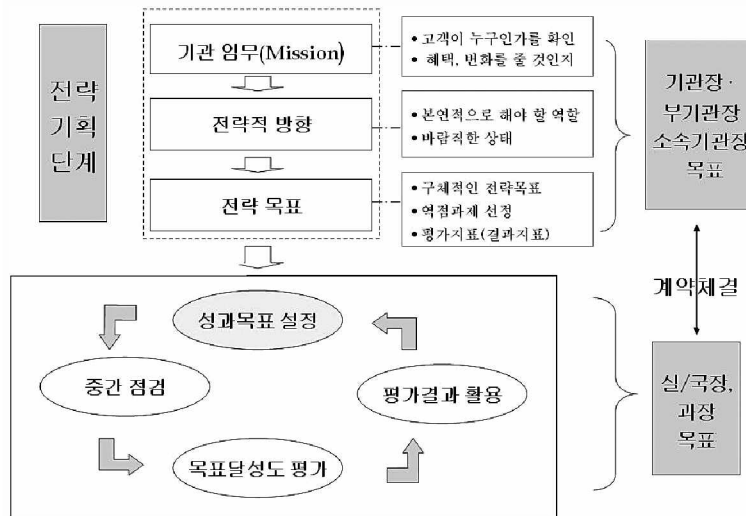 전략
기획
단계
기관 임무(Mission)
• 고객이 누구인가를 확인
• 혜택, 변화를 줄 것인지
전략적 방향
• 본연적으로 해야 할 역할
• 바람직한 상태
전략 목표
• 구체적인 전략목표
• 역점과제 선정
• 평가지표(결과지표)
기관장 ·
부기관장
소속기관장
목표
계약체결
성과목표 설정
중간 점검
평가결과 활용
목표달성도 평가
실/국장,
과장
목표